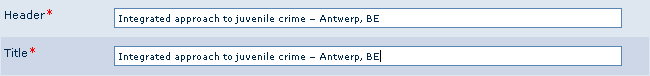 Header* Integrated approach to juvenile crime – Antwerp, BE
Title* Integrated approach to juvenile crime – Antwerp, BE